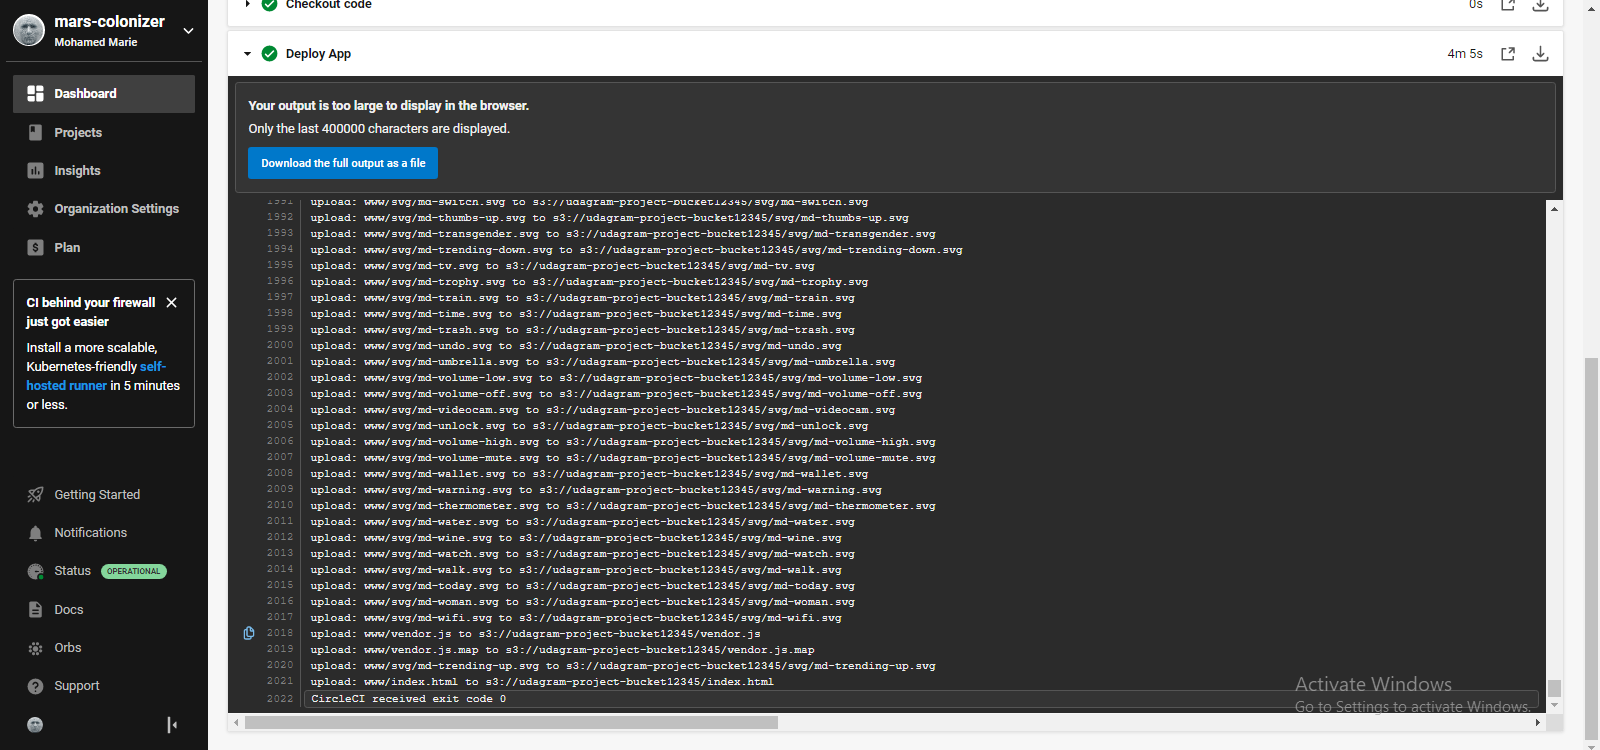 mars-colonizer
Mohamed Marie
Dashboard
Projects
Insights
Organization Settings
Plan
CI behind your firewall
just got easier
Install a more scalable,
Kubernetes-friendly self-
hosted runner in 5 minutes
or less.
Getting Started
Notifications
Status OPERATIONAL
Docs
Orbs
Support
Checkout code 0s
Deploy App 4m 5s
Your output is too large to display in the browser.
Only the last 400000 characters are displayed.
Download the full output as a file
1991 upload: www/svg/md-switch.svg to s3://udagram-project-bucket12345/svg/md-switch.svg
1992 upload: www/svg/md-thumbs-up.svg to s3://udagram-project-bucket12345/svg/md-thumbs-up.svg
1993 upload: www/svg/md-transgender.svg to s3://udagram-project-bucket12345/svg/md-transgender.svg
1994 upload: www/svg/md-trending-down.svg to s3://udagram-project-bucket12345/svg/md-trending-down.svg
1995 upload: www/svg/md-tv.svg to s3://udagram-project-bucket12345/svg/md-tv.svg
1996 upload: www/svg/md-trophy.svg to s3://udagram-project-bucket12345/svg/md-trophy.svg
1997 upload: www/svg/md-train.svg to s3://udagram-project-bucket12345/svg/md-train.svg
1998 upload: www/svg/md-time.svg to s3://udagram-project-bucket12345/svg/md-time.svg
1999 upload: www/svg/md-trash.svg to s3://udagram-project-bucket12345/svg/md-trash.svg
2000 upload: www/svg/md-undo.svg to s3://udagram-project-bucket12345/svg/md-undo.svg
2001 upload: www/svg/md-umbrella.svg to s3://udagram-project-bucket12345/svg/md-umbrella.svg
2002 upload: www/svg/md-volume-low.svg to s3://udagram-project-bucket12345/svg/md-volume-low.svg
2003 upload: www/svg/md-volume-off.svg to s3://udagram-project-bucket12345/svg/md-volume-off.svg
2004 upload: www/svg/md-videocam.svg to s3://udagram-project-bucket12345/svg/md-videocam.svg
2005 upload: www/svg/md-unlock.svg to s3://udagram-project-bucket12345/svg/md-unlock.svg
2006 upload: www/svg/md-volume-high.svg to s3://udagram-project-bucket12345/svg/md-volume-high.svg
2007 upload: www/svg/md-volume-mute.svg to s3://udagram-project-bucket12345/svg/md-volume-mute.svg
2008 upload: www/svg/md-wallet.svg to s3://udagram-project-bucket12345/svg/md-wallet.svg
2009 upload: www/svg/md-warning.svg to s3://udagram-project-bucket12345/svg/md-warning.svg
2010 upload: www/svg/md-thermometer.svg to s3://udagram-project-bucket12345/svg/md-thermometer.svg
2011 upload: www/svg/md-water.svg to s3://udagram-project-bucket12345/svg/md-water.svg
2012 upload: www/svg/md-wine.svg to s3://udagram-project-bucket12345/svg/md-wine.svg
2013 upload: www/svg/md-watch.svg to s3://udagram-project-bucket12345/svg/md-watch.svg
2014 upload: www/svg/md-walk.svg to s3://udagram-project-bucket12345/svg/md-walk.svg
2015 upload: www/svg/md-today.svg to s3://udagram-project-bucket12345/svg/md-today.svg
2016 upload: www/svg/md-woman.svg to s3://udagram-project-bucket12345/svg/md-woman.svg
2017 upload: www/svg/md-wifi.svg to s3://udagram-project-bucket12345/svg/md-wifi.svg
2018 upload: www/vendor.js to s3://udagram-project-bucket12345/vendor.js
2019 upload: www/vendor.js.map to s3://udagram-project-bucket12345/vendor.js.map
2020 upload: www/svg/md-trending-up.svg to s3://udagram-project-bucket12345/svg/md-trending-up.svg
2021 upload: www/index.html to s3://udagram-project-bucket12345/index.html
2022 CircleCI received exit code 0
Activate Windows
Go to Settings to activate Windows.